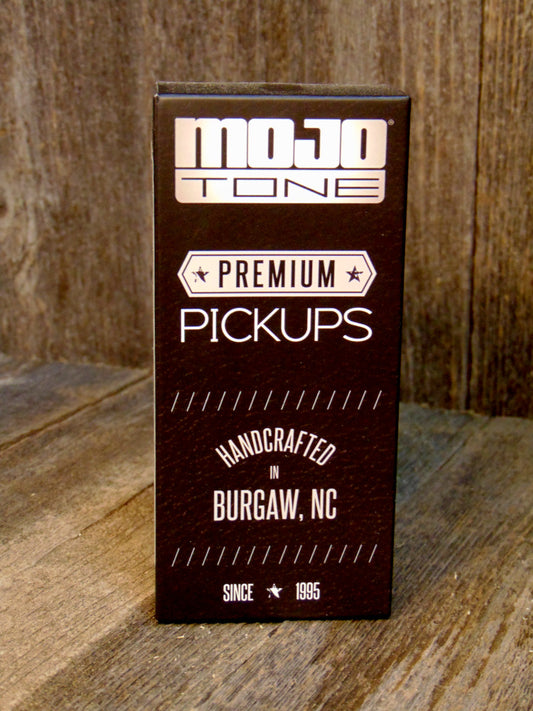 MOJO®
TONE
PREMIUM
PICKUPS
/ / / / / / / / / / / / /
HANDCRAFTED
IN
BURGAW, NC
/ / / / / / / / / / / / /
SINCE ★ 1995